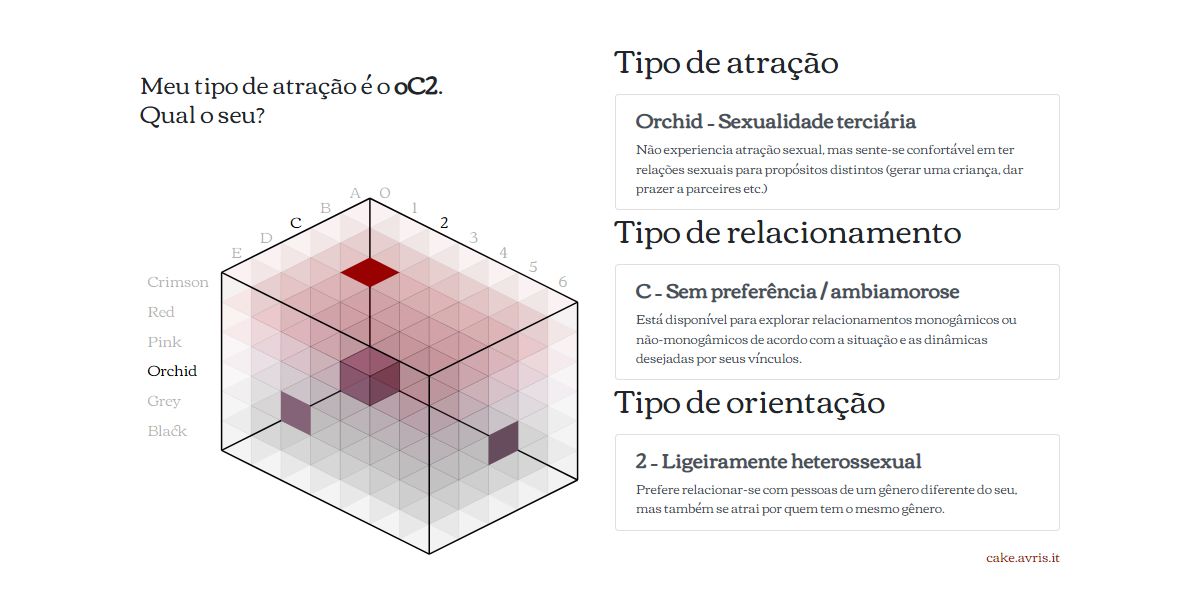 Meu tipo de atração é o oC2.
Qual o seu?
A O
B 1
C 2
D 3
E 4
5
6
Crimson
Red
Pink
Orchid
Grey
Black
Tipo de atração
Orchid - Sexualidade terciária
Não experiencia atração sexual, mas sente-se confortável em ter
relações sexuais para propósitos distintos (gerar uma criança, dar
prazer a parceires etc.)
Tipo de relacionamento
C - Sem preferência / ambiamorose
Está disponível para explorar relacionamentos monogâmicos ou
não-monogâmicos de acordo com a situação e as dinâmicas
desejadas por seus vínculos.
Tipo de orientação
2 - Ligeiramente heterossexual
Prefere relacionar-se com pessoas de um gênero diferente do seu,
mas também se atrai por quem tem o mesmo gênero.
cake.avris.it